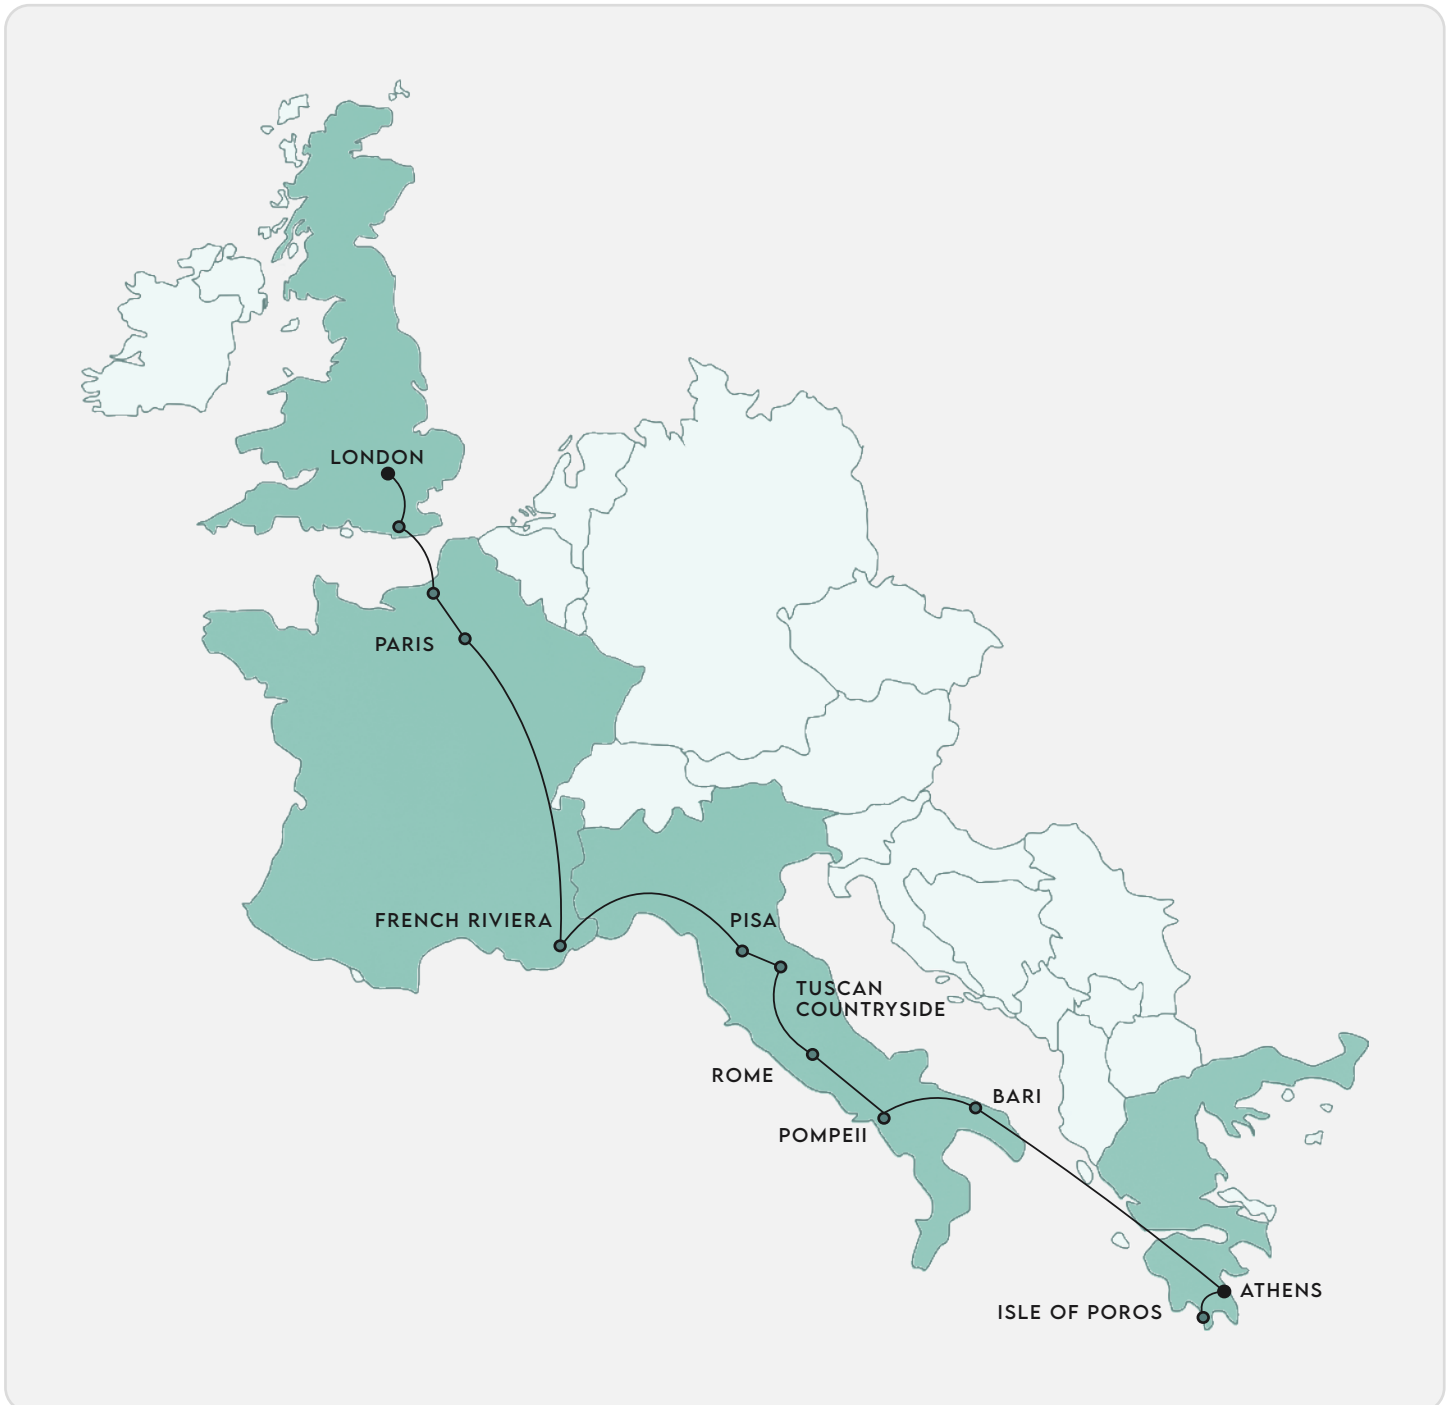 LONDON
PARIS
FRENCH RIVIERA
PISA
TUSCAN
COUNTRYSIDE
ROME
BARI
POMPEII
ATHENS
ISLE OF POROS